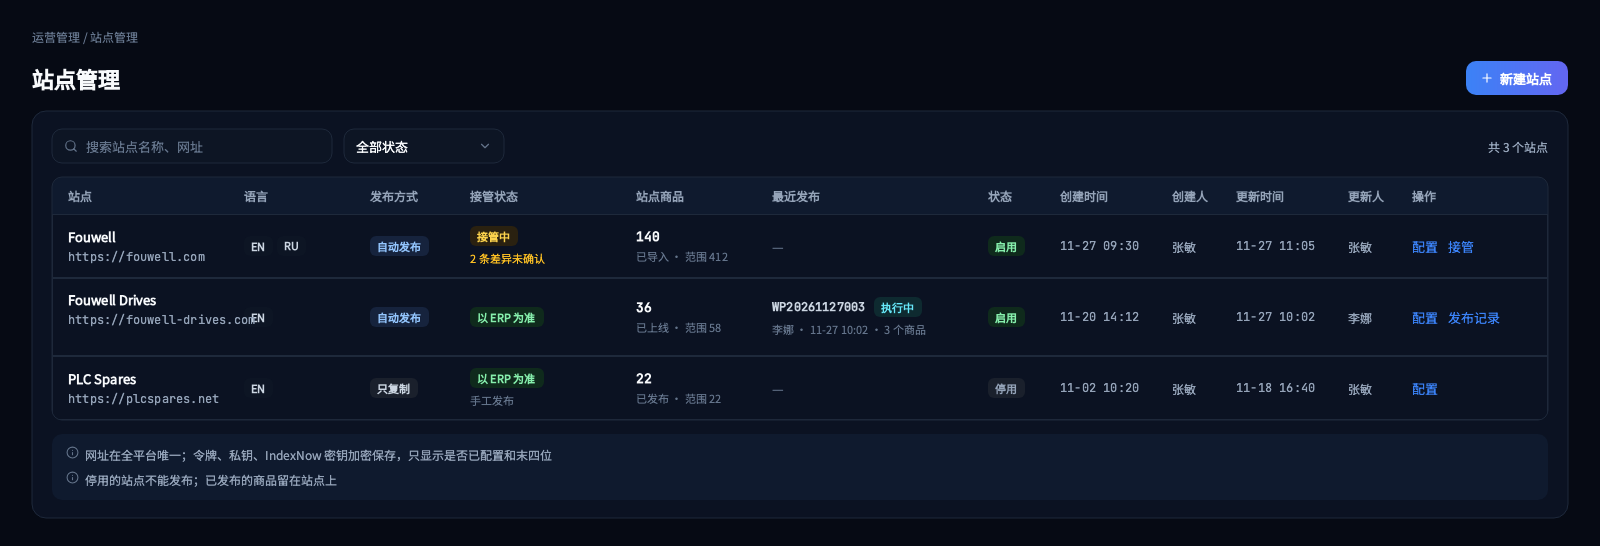 运营管理 / 站点管理
站点管理
新建站点
搜索站点名称、网址 全部状态 共 3 个站点
站点 语言 发布方式 接管状态 站点商品 最近发布 状态 创建时间 创建人 更新时间 更新人 操作
Fouwell
https://fouwell.com
EN RU
自动发布
接管中
2 条差异未确认
140
已导入 · 范围 412
—
启用
11-27 09:30
张敏
11-27 11:05
张敏
配置 接管
Fouwell Drives
https://fouwell-drives.com
EN
自动发布
以 ERP 为准
36
已上线 · 范围 58
WP20261127003 执行中
李娜 · 11-27 10:02 · 3 个商品
启用
11-20 14:12
张敏
11-27 10:02
李娜
配置 发布记录
PLC Spares
https://plcspares.net
EN
只复制
以 ERP 为准
手工发布
22
已发布 · 范围 22
—
停用
11-02 10:20
张敏
11-18 16:40
张敏
配置
网址在全平台唯一；令牌、私钥、IndexNow 密钥加密保存，只显示是否已配置和末四位
停用的站点不能发布；已发布的商品留在站点上